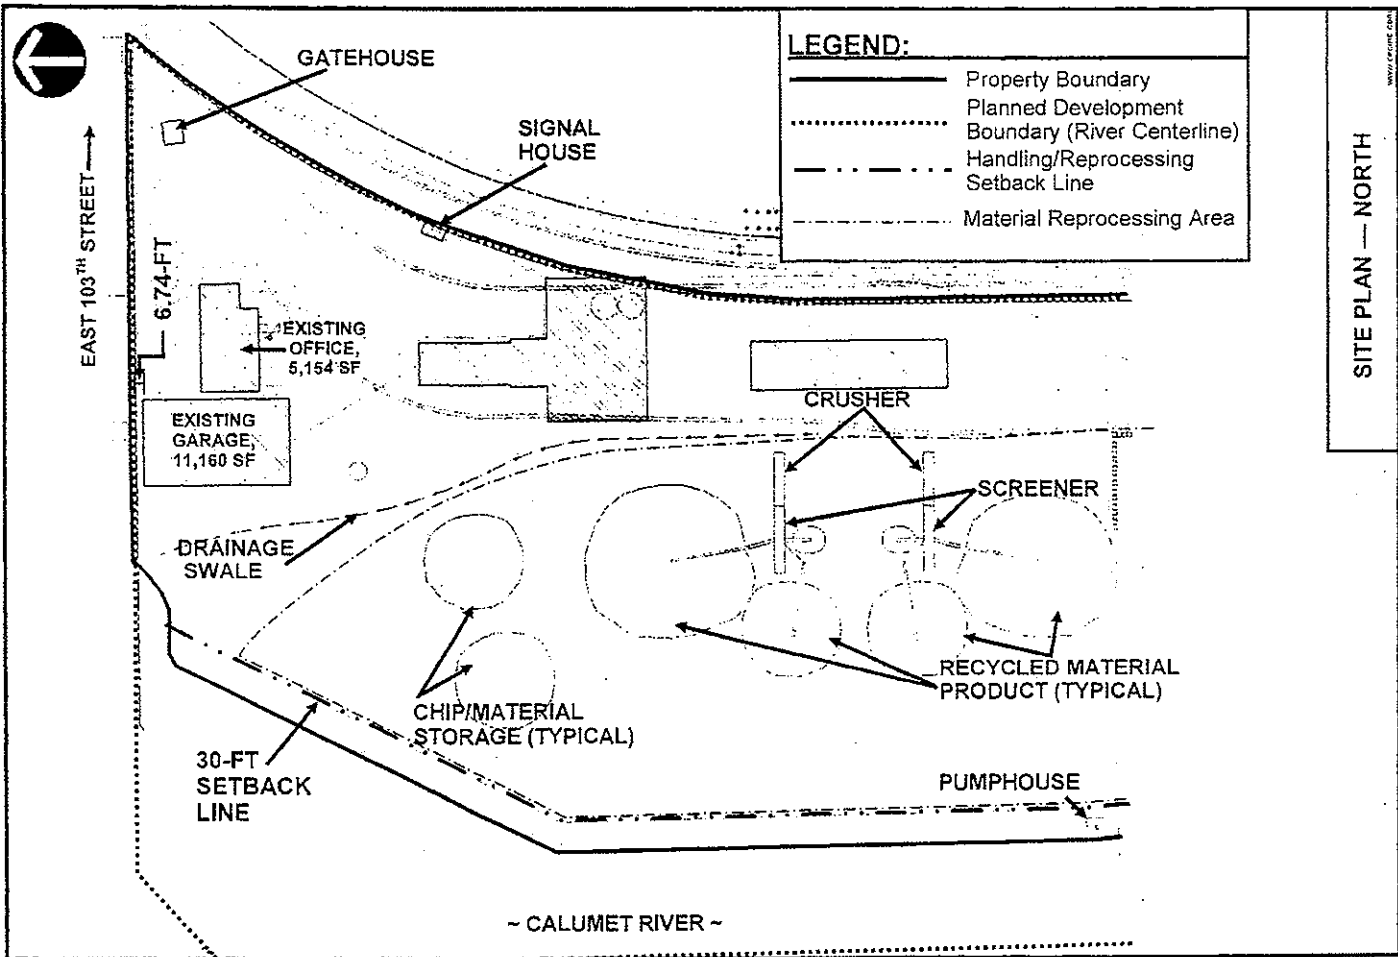 GATEHOUSE
SIGNAL
HOUSE
EAST 103TH STREET
6.74-FT
EXISTING
OFFICE,
5,154 SF
EXISTING
GARAGE,
11,160 SF
DRAINAGE
SWALE
CRUSHER
SCREENER
RECYCLED MATERIAL
PRODUCT (TYPICAL)
CHIP/MATERIAL
STORAGE (TYPICAL)
30-FT
SETBACK
LINE
PUMPHOUSE
~ CALUMET RIVER ~
LEGEND:
Property Boundary
Planned Development
Boundary (River Centerline)
Handling/Reprocessing
Setback Line
Material Reprocessing Area
SITE PLAN — NORTH